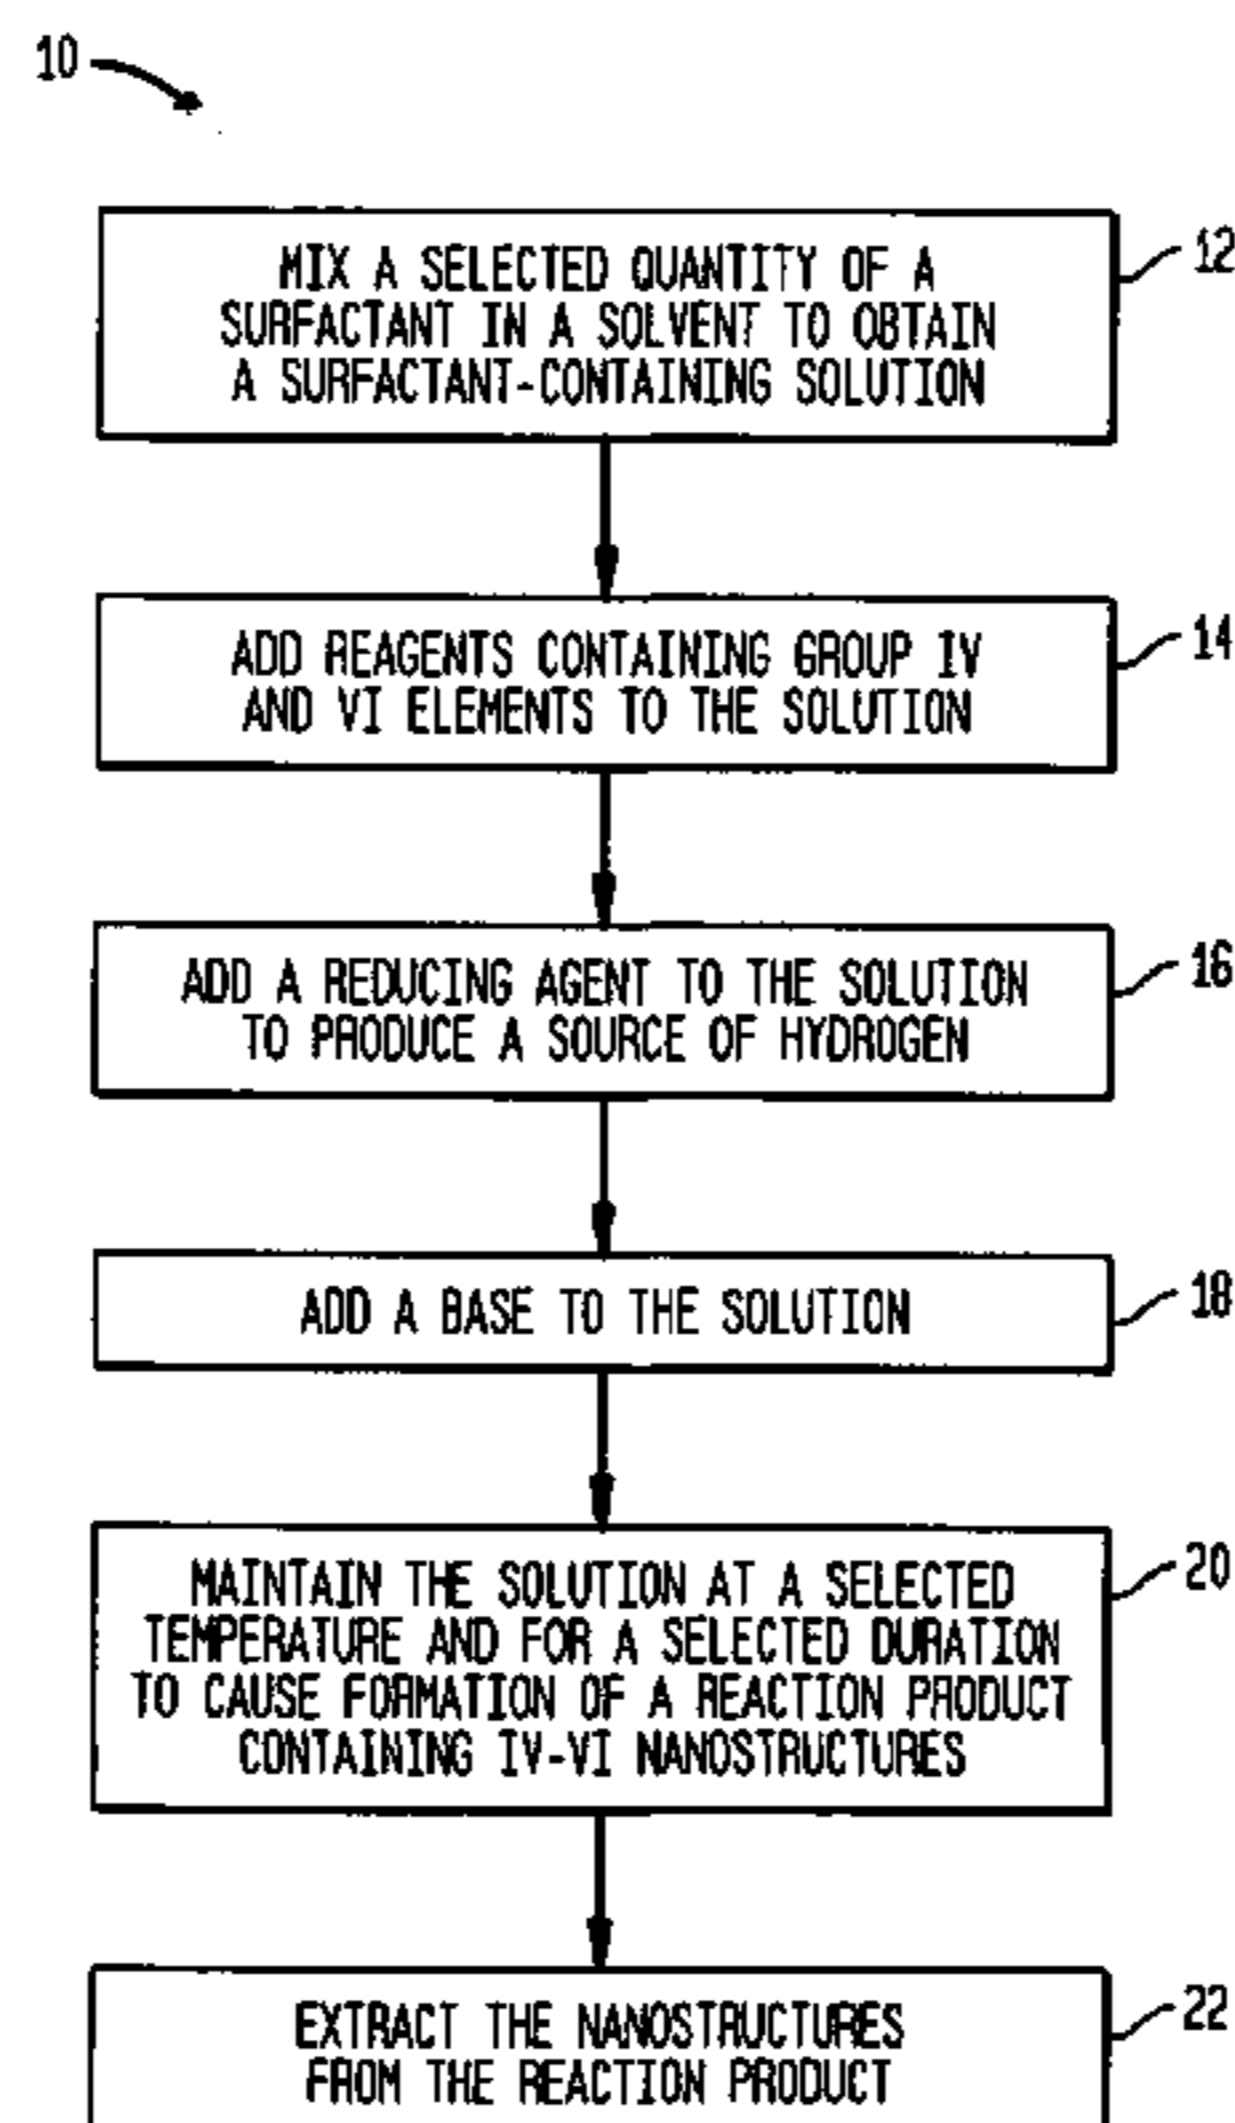 10
MIX A SELECTED QUANTITY OF A
SURFACTANT IN A SOLVENT TO OBTAIN
A SURFACTANT-CONTAINING SOLUTION
12
ADD REAGENTS CONTAINING GROUP IV
AND VI ELEMENTS TO THE SOLUTION
14
ADD A REDUCING AGENT TO THE SOLUTION
TO PRODUCE A SOURCE OF HYDROGEN
16
ADD A BASE TO THE SOLUTION
18
MAINTAIN THE SOLUTION AT A SELECTED
TEMPERATURE AND FOR A SELECTED DURATION
TO CAUSE FORMATION OF A REACTION PRODUCT
CONTAINING IV-VI NANOSTRUCTURES
20
EXTRACT THE NANOSTRUCTURES
FROM THE REACTION PRODUCT
22